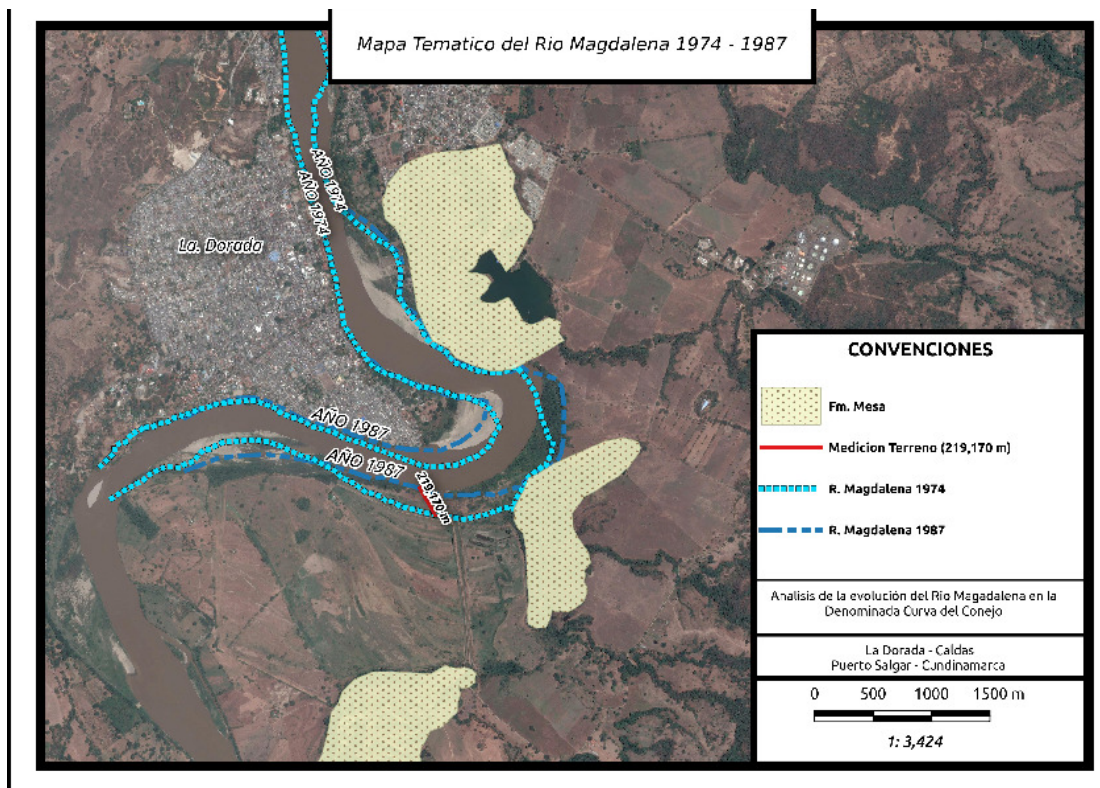 Mapa Tematico del Rio Magdalena 1974 - 1987
AÑO 1974
AÑO 1974
La. Dorada
AÑO 1987
AÑO 1987
219,170 m
CONVENCIONES
Fm. Mesa
Medicion Terreno (219,170 m)
R. Magdalena 1974
R. Magdalena 1987
Analisis de la evolución del Rio Magadalena en la
Denominada Curva del Conejo
La Dorada - Caldas
Puerto Salgar - Cundinamarca
0 500 1000 1500 m
1: 3,424